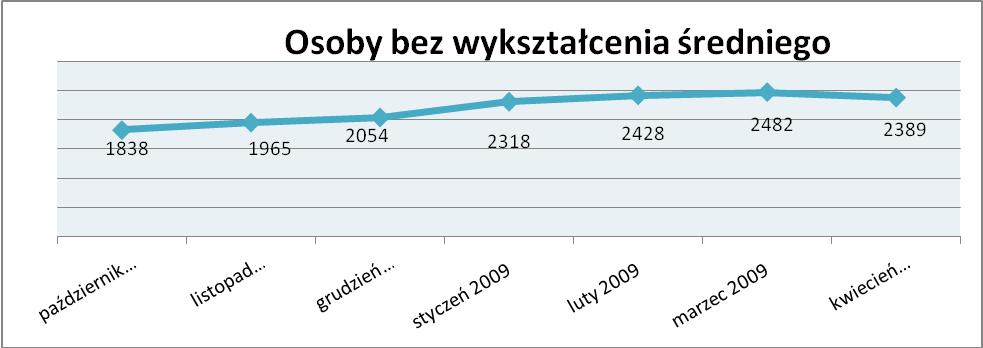 Osoby bez wykształcenia średniego
1838
1965
2054
2318
2428
2482
2389
październik...
listopad...
grudzień...
styczeń 2009
luty 2009
marzec 2009
kwiecień...